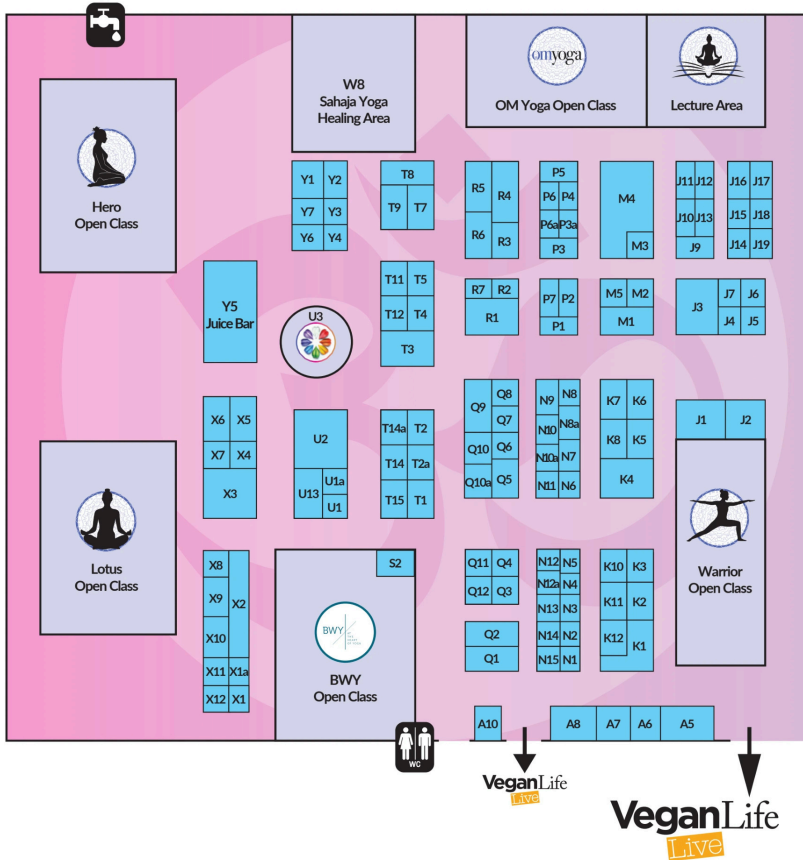 W8
Sahaja Yoga
Healing Area
omyoga
OM Yoga Open Class
Lecture Area
Hero
Open Class
Y1 Y2
Y7 Y3
Y6 Y4
T8
T9 T7
R5 R4
R6 R3
P5
P6 P4
P6a P3a
P3
M4
M3
J11 J12
J10 J13
J9
J16 J17
J15 J18
J14 J19
Y5
Juice Bar
U3
T11 T5
T12 T4
T3
R7 R2
R1
P7 P2
P1
M5 M2
M1
J3
J7 J6
J4 J5
X6 X5
X7 X4
X3
U2
U13
U1a
U1
T14a T2
T14 T2a
T15 T1
Q9
Q8
Q7
Q10 Q6
Q10a Q5
N9 N8
N10 N8a
N10a N7
N11 N6
K7 K6
K8 K5
K4
J1 J2
Lotus
Open Class
X8
X9
X2
X10
X11 X1a
X12 X1
S2
BWY
BWY
Open Class
Q11 Q4
Q12 Q3
Q2
Q1
N12 N5
N12a N4
N13 N3
N14 N2
N15 N1
K10 K3
K11 K2
K12
K1
Warrior
Open Class
WC
A10
A8 A7 A6 A5
VeganLife
Live
VeganLife
Live